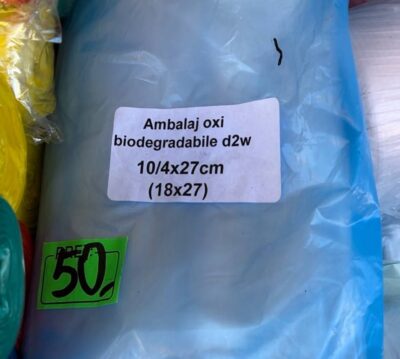 Ambalaj oxi
biodegradabile d2w
10/4x27cm
(18x27)
50,